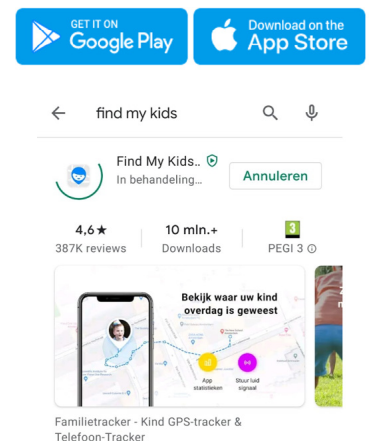 GET IT ON
Google Play
Download on the
App Store
find my kids
Find My Kids..
In behandeling...
Annuleren
4,6★
387K reviews
10 mln.+
Downloads
3
PEGI 3
Bekijk waar uw kind
overdag is geweest
App
statistieken
Stuur luid
signaal
Familietracker - Kind GPS-tracker &
Telefoon-Tracker